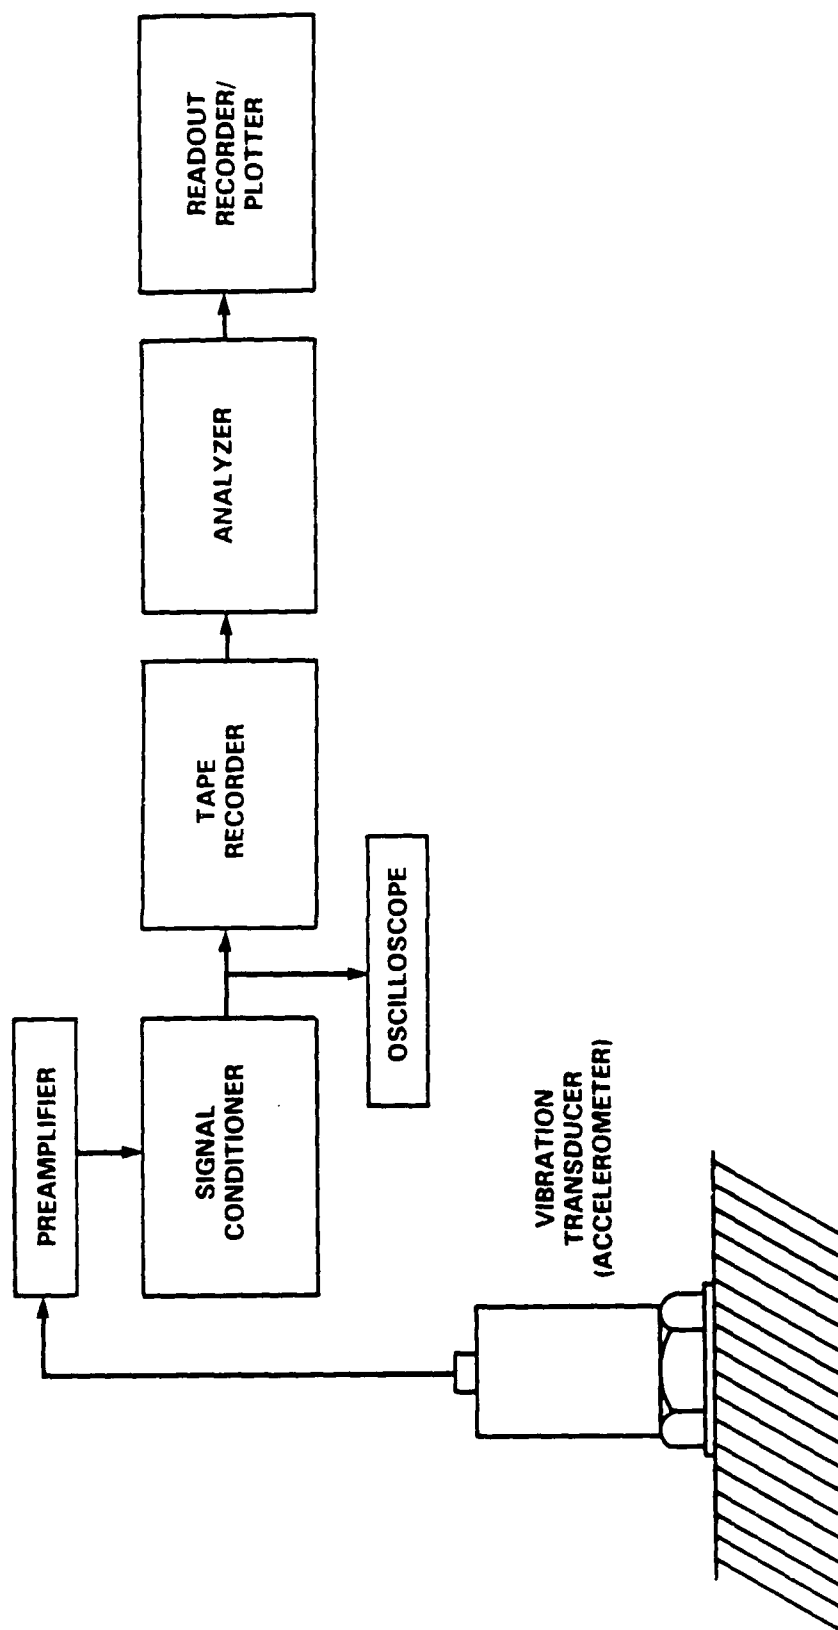 PREAMPLIFIER
SIGNAL
CONDITIONER
TAPE
RECORDER
ANALYZER
READOUT
RECORDER/
PLOTTER
OSCILLOSCOPE
VIBRATION
TRANSDUCER
(ACCELEROMETER)